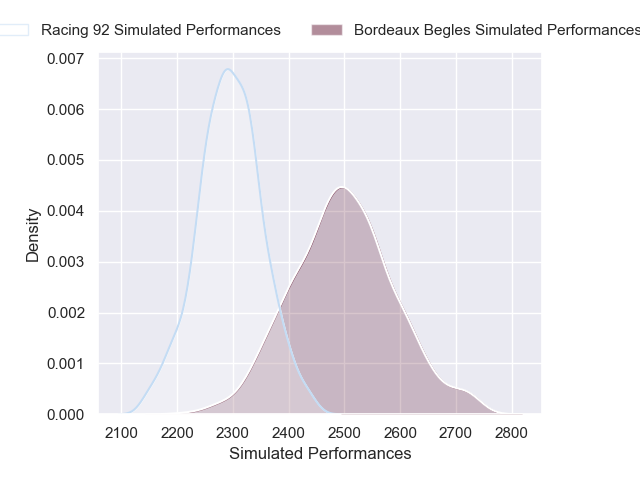 Racing 92 Simulated Performances
Bordeaux Begles Simulated Performances
0.007
0.006
0.005
0.004
0.003
0.002
0.001
0.000
Density
2100 2200 2300 2400 2500 2600 2700 2800
Simulated Performances